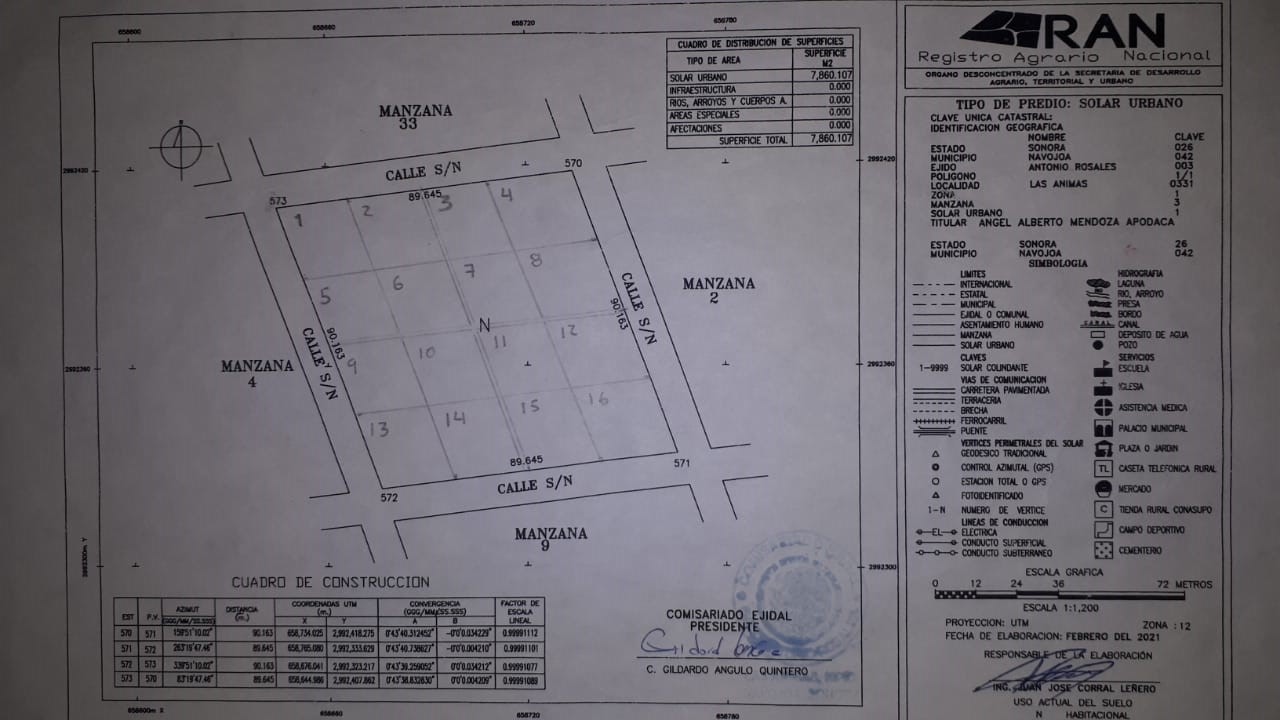 658600 658660 658720 658780
CUADRO DE DISTRIBUCION DE SUPERFICIES
TIPO DE AREA SUPERFICIE M2
SOLAR URBANO 7,860.107
INFRAESTRUCTURA 0.000
RIOS, ARROYOS Y CUERPOS A. 0.000
AREAS ESPECIALES 0.000
AFECTACIONES 0.000
SUPERFICIE TOTAL 7,860.107
MANZANA
33
2992420 2992420
CALLE S/N
573 89.645 570
1 2 3 4
5 6 7 8
CALLE S/N
90.163
MANZANA
2
N
9 10 11 12
CALLE S/N
90.163
MANZANA
4
2992360 2992360
13 14 15 16
89.645
572 571
CALLE S/N
MANZANA
9
2992300m Y 2992300
CUADRO DE CONSTRUCCION
EST P.V. AZIMUT (GGG/MM/SS.SSS) DISTANCIA (m.) COORDENADAS UTM (m.) X Y CONVERGENCIA (GGG/MM/SS.SSS) A B FACTOR DE ESCALA LINEAL
570 571 159°51'10.02" 90.163 658,734.025 2,992,418.275 0°43'40.312452" -0°0'0.034229" 0.99991112
571 572 263°19'47.46" 89.645 658,765.080 2,992,333.629 0°43'40.738627" -0°0'0.004210" 0.99991101
572 573 339°51'10.02" 90.163 658,676.041 2,992,323.217 0°43'39.259052" 0°0'0.034212" 0.99991077
573 570 83°19'47.46" 89.645 658,644.986 2,992,407.862 0°43'38.832630" 0°0'0.004209" 0.99991089
COMISARIADO EJIDAL
PRESIDENTE
C. GILDARDO ANGULO QUINTERO
658600m X 658660 658720 658780
RAN
Registro Agrario Nacional
ORGANO DESCONCENTRADO DE LA SECRETARIA DE DESARROLLO
AGRARIO, TERRITORIAL Y URBANO
TIPO DE PREDIO: SOLAR URBANO
CLAVE UNICA CATASTRAL:
IDENTIFICACION GEOGRAFICA
NOMBRE CLAVE
ESTADO SONORA 026
MUNICIPIO NAVOJOA 042
EJIDO ANTONIO ROSALES 003
POLIGONO 1/1
LOCALIDAD LAS ANIMAS 0331
ZONA 1
MANZANA 3
SOLAR URBANO 1
TITULAR ANGEL ALBERTO MENDOZA APODACA
ESTADO SONORA 26
MUNICIPIO NAVOJOA 042
SIMBOLOGIA
LIMITES
INTERNACIONAL
ESTATAL
MUNICIPAL
EJIDAL O COMUNAL
ASENTAMIENTO HUMANO
MANZANA
SOLAR URBANO
CLAVES
1-9999 SOLAR COLINDANTE
VIAS DE COMUNICACION
CARRETERA PAVIMENTADA
TERRACERIA
BRECHA
FERROCARRIL
PUENTE
VERTICES PERIMETRALES DEL SOLAR
GEODESICO TRADICIONAL
CONTROL AZIMUTAL (GPS)
ESTACION TOTAL O GPS
FOTOIDENTIFICADO
1-N NUMERO DE VERTICE
LINEAS DE CONDUCCION
EL ELECTRICA
CONDUCTO SUPERFICIAL
CONDUCTO SUBTERRANEO
HIDROGRAFIA
LAGUNA
RIO, ARROYO
PRESA
BORDO
CANAL CANAL
DEPOSITO DE AGUA
POZO
SERVICIOS
ESCUELA
IGLESIA
ASISTENCIA MEDICA
PALACIO MUNICIPAL
PLAZA O JARDIN
TL CASETA TELEFONICA RURAL
MERCADO
C TIENDA RURAL CONASUPO
CAMPO DEPORTIVO
CEMENTERIO
ESCALA GRAFICA
0 12 24 36 72 METROS
ESCALA 1:1,200
PROYECCION: UTM ZONA : 12
FECHA DE ELABORACION: FEBRERO DEL 2021
RESPONSABLE DE LA ELABORACIÓN
ING. JUAN JOSE CORRAL LEÑERO
USO ACTUAL DEL SUELO
N HABITACIONAL